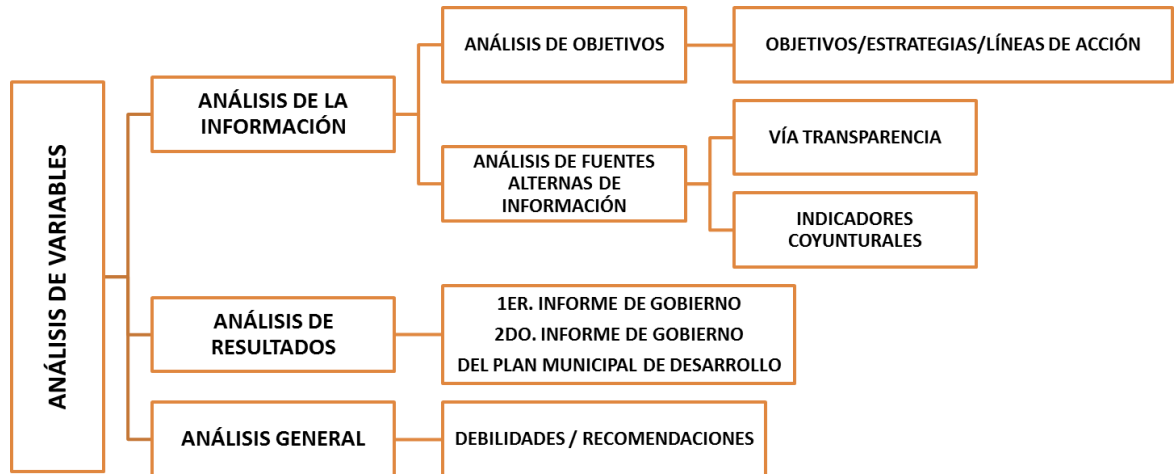 ANÁLISIS DE VARIABLES
ANÁLISIS DE LA
INFORMACIÓN
ANÁLISIS DE OBJETIVOS
OBJETIVOS/ESTRATEGIAS/LÍNEAS DE ACCIÓN
ANÁLISIS DE FUENTES
ALTERNAS DE
INFORMACIÓN
VÍA TRANSPARENCIA
INDICADORES
COYUNTURALES
ANÁLISIS DE
RESULTADOS
1ER. INFORME DE GOBIERNO
2DO. INFORME DE GOBIERNO
DEL PLAN MUNICIPAL DE DESARROLLO
ANÁLISIS GENERAL
DEBILIDADES / RECOMENDACIONES